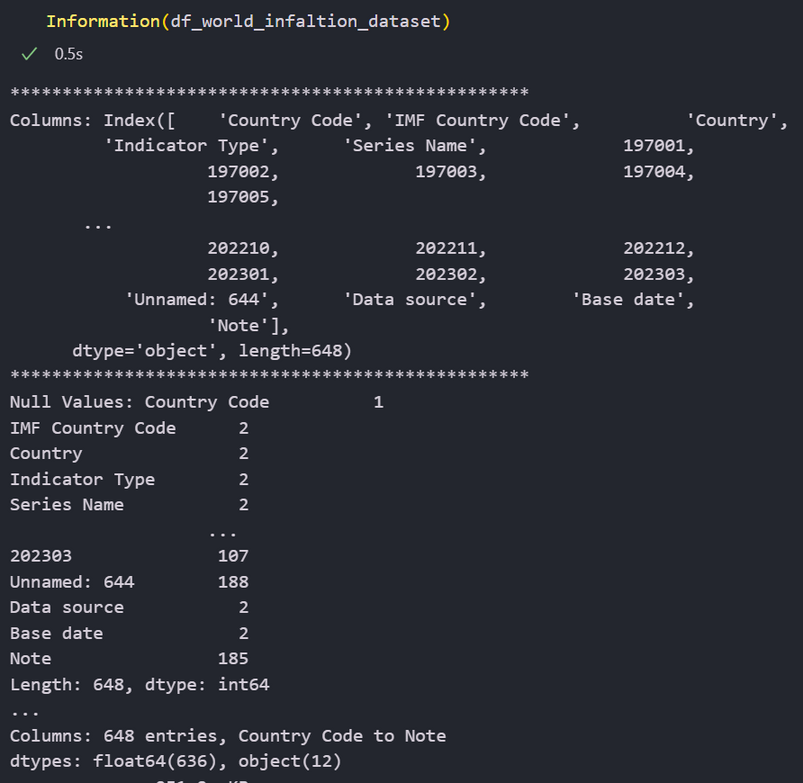 Information(df_world_infaltion_dataset)
0.5s
**************************************************
Columns: Index([    'Country Code', 'IMF Country Code',          'Country',
         'Indicator Type',      'Series Name',             197001,
                   197002,             197003,             197004,
                   197005,
       ...
                   202210,             202211,             202212,
                   202301,             202302,             202303,
           'Unnamed: 644',      'Data source',        'Base date',
                   'Note'],
      dtype='object', length=648)
**************************************************
Null Values: Country Code          1
IMF Country Code      2
Country               2
Indicator Type        2
Series Name           2
                   ...
202303              107
Unnamed: 644        188
Data source           2
Base date             2
Note                185
Length: 648, dtype: int64
...
Columns: 648 entries, Country Code to Note
dtypes: float64(636), object(12)